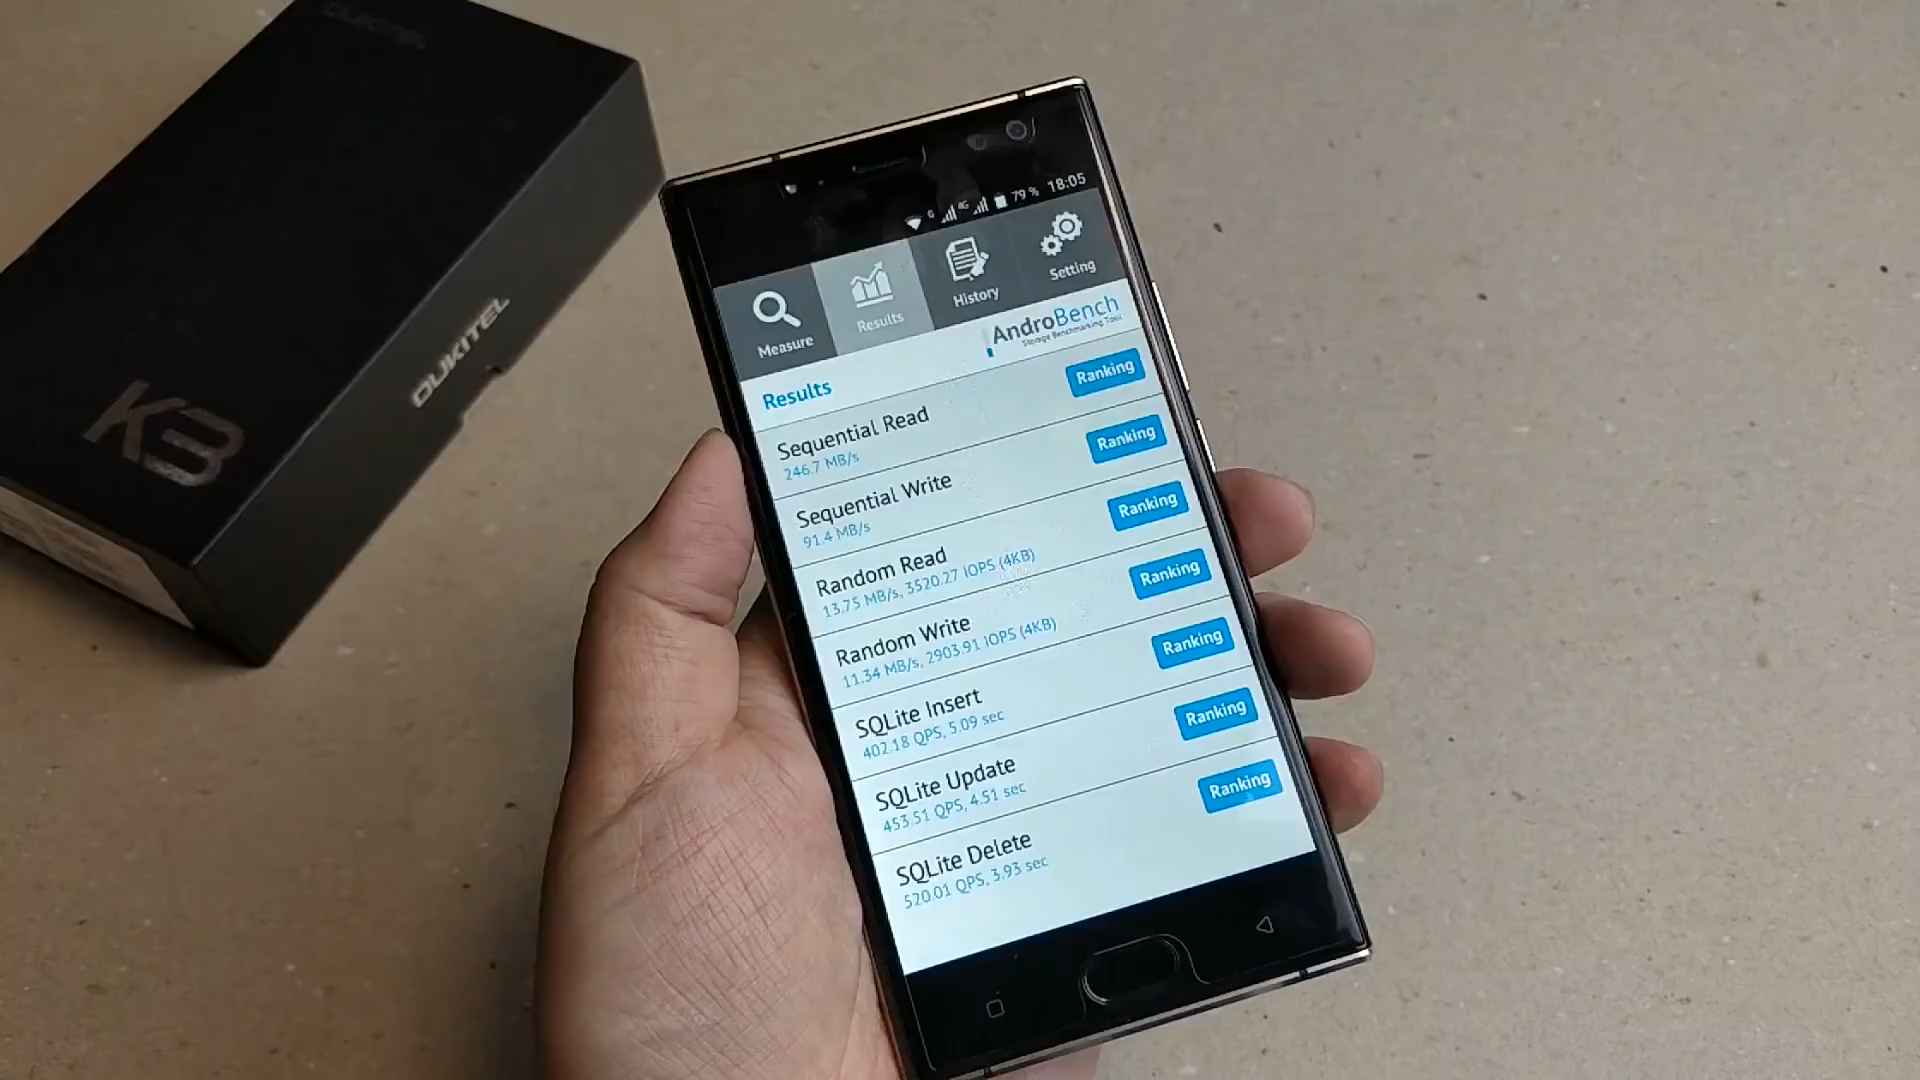 OUKITEL
OUKITEL
K3
G
4G
79 %
18:05
Measure
Results
History
Setting
AndroBench
Storage Benchmarking Tool
Results
Sequential Read
246.7 MB/s
Ranking
Sequential Write
91.4 MB/s
Ranking
Random Read
13.75 MB/s, 3520.27 IOPS (4KB)
Ranking
Random Write
11.34 MB/s, 2903.91 IOPS (4KB)
Ranking
SQLite Insert
402.18 QPS, 5.09 sec
Ranking
SQLite Update
453.51 QPS, 4.51 sec
Ranking
SQLite Delete
520.01 QPS, 3.93 sec
Ranking